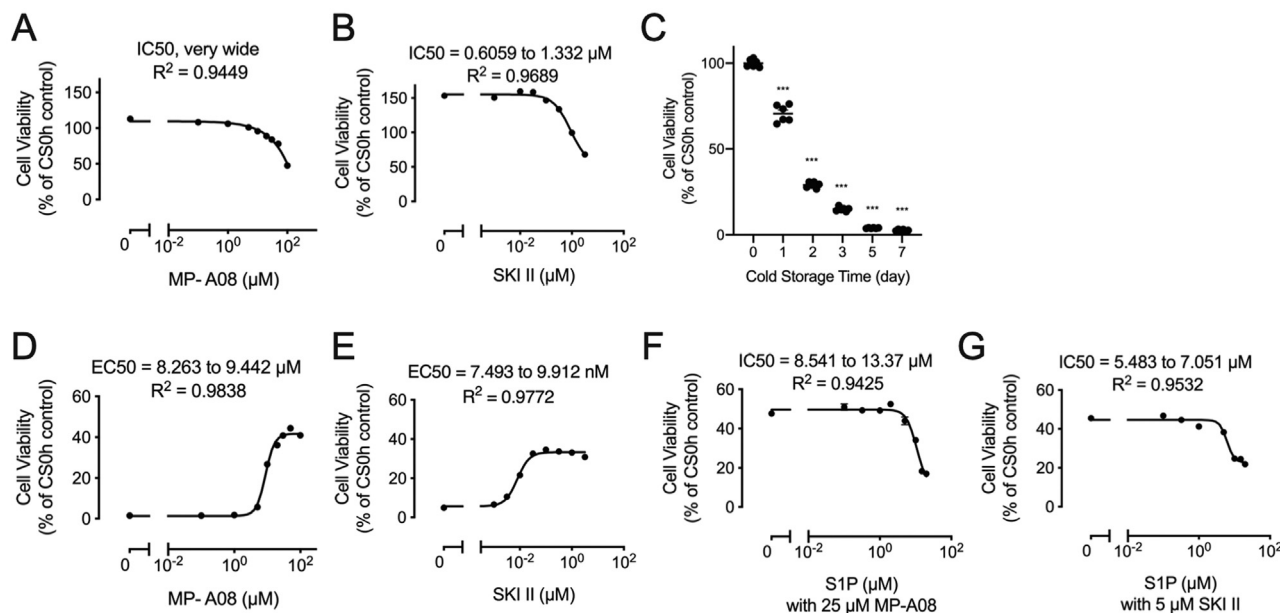 A
IC50, very wide
R² = 0.9449
Cell Viability
(% of CS0h control)
150
100
50
0
0
10⁻²
10⁰
10²
MP- A08 (µM)
B
IC50 = 0.6059 to 1.332 µM
R² = 0.9689
Cell Viability
(% of CS0h control)
150
100
50
0
0
10⁻²
10⁰
10²
SKI II (µM)
C
Cell Viability
(% of CS0h control)
100
50
0
***
***
***
***
***
0 1 2 3 5 7
Cold Storage Time (day)
D
EC50 = 8.263 to 9.442 µM
R² = 0.9838
Cell Viability
(% of CS0h control)
60
40
20
0
0
10⁻²
10⁰
10²
MP- A08 (µM)
E
EC50 = 7.493 to 9.912 nM
R² = 0.9772
Cell Viability
(% of CS0h control)
60
40
20
0
0
10⁻²
10⁰
10²
SKI II (µM)
F
IC50 = 8.541 to 13.37 µM
R² = 0.9425
Cell Viability
(% of CS0h control)
60
40
20
0
0
10⁻²
10⁰
10²
S1P (µM)
with 25 µM MP-A08
G
IC50 = 5.483 to 7.051 µM
R² = 0.9532
Cell Viability
(% of CS0h control)
60
40
20
0
0
10⁻²
10⁰
10²
S1P (µM)
with 5 µM SKI II